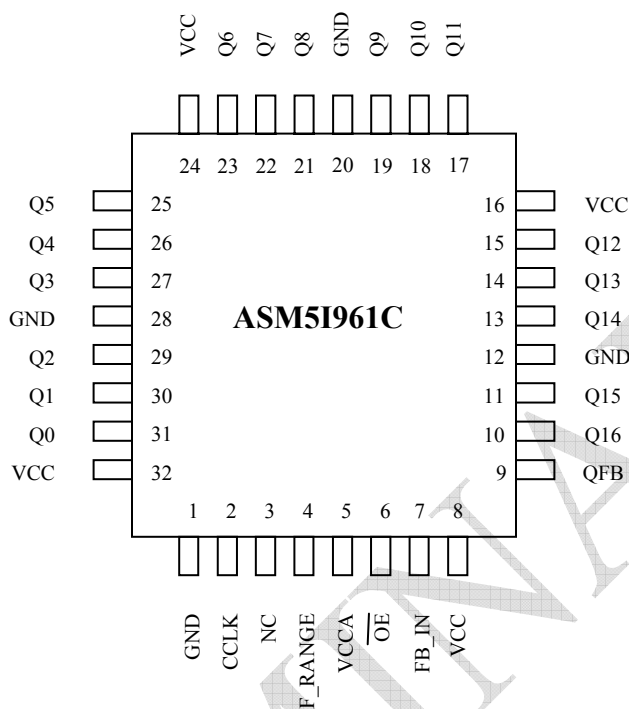 VCC Q6 Q7 Q8 GND Q9 Q10 Q11
24 23 22 21 20 19 18 17
Q5 25 16 VCC
Q4 26 15 Q12
Q3 27 14 Q13
GND 28 ASM5I961C 13 Q14
Q2 29 12 GND
Q1 30 11 Q15
Q0 31 10 Q16
VCC 32 9 QFB
1 2 3 4 5 6 7 8
GND CCLK NC F_RANGE VCCA OE FB_IN VCC